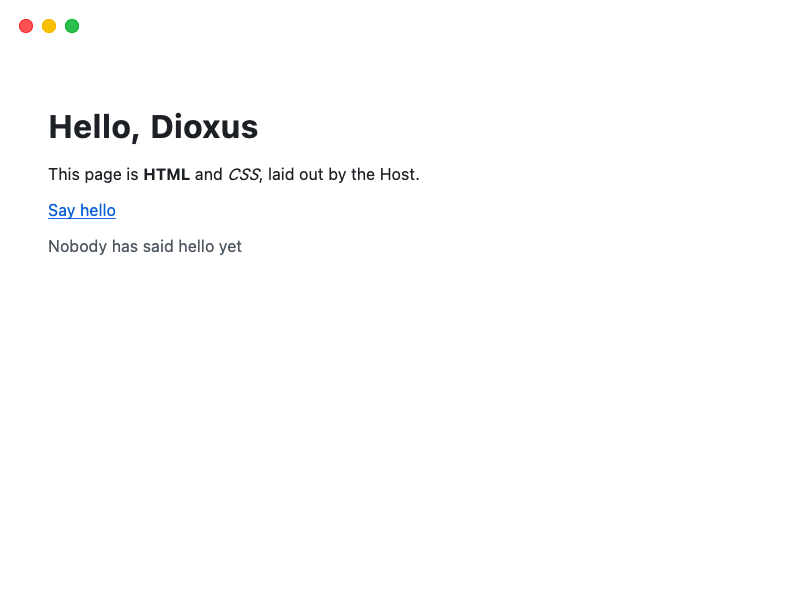 Hello, Dioxus
This page is HTML and CSS, laid out by the Host.
Say hello
Nobody has said hello yet